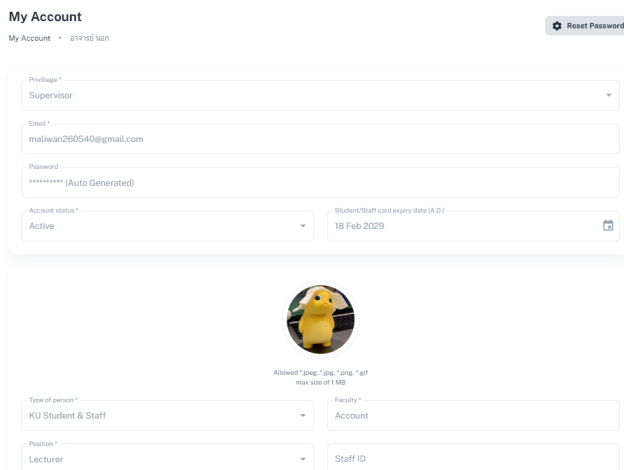 My Account
Reset Password
My Account • อาจารย์ นอก
Privillage *
Supervisor
Email *
maliwan260540@gmail.com
Password
********** (Auto Generated)
Account status *
Active
Student/Staff card expiry date (A.D.)
18 Feb 2029
Allowed *.jpeg, *.jpg, *.png, *.gif
max size of 1 MB
Type of person *
KU Student & Staff
Faculty *
Account
Position *
Lecturer
Staff ID